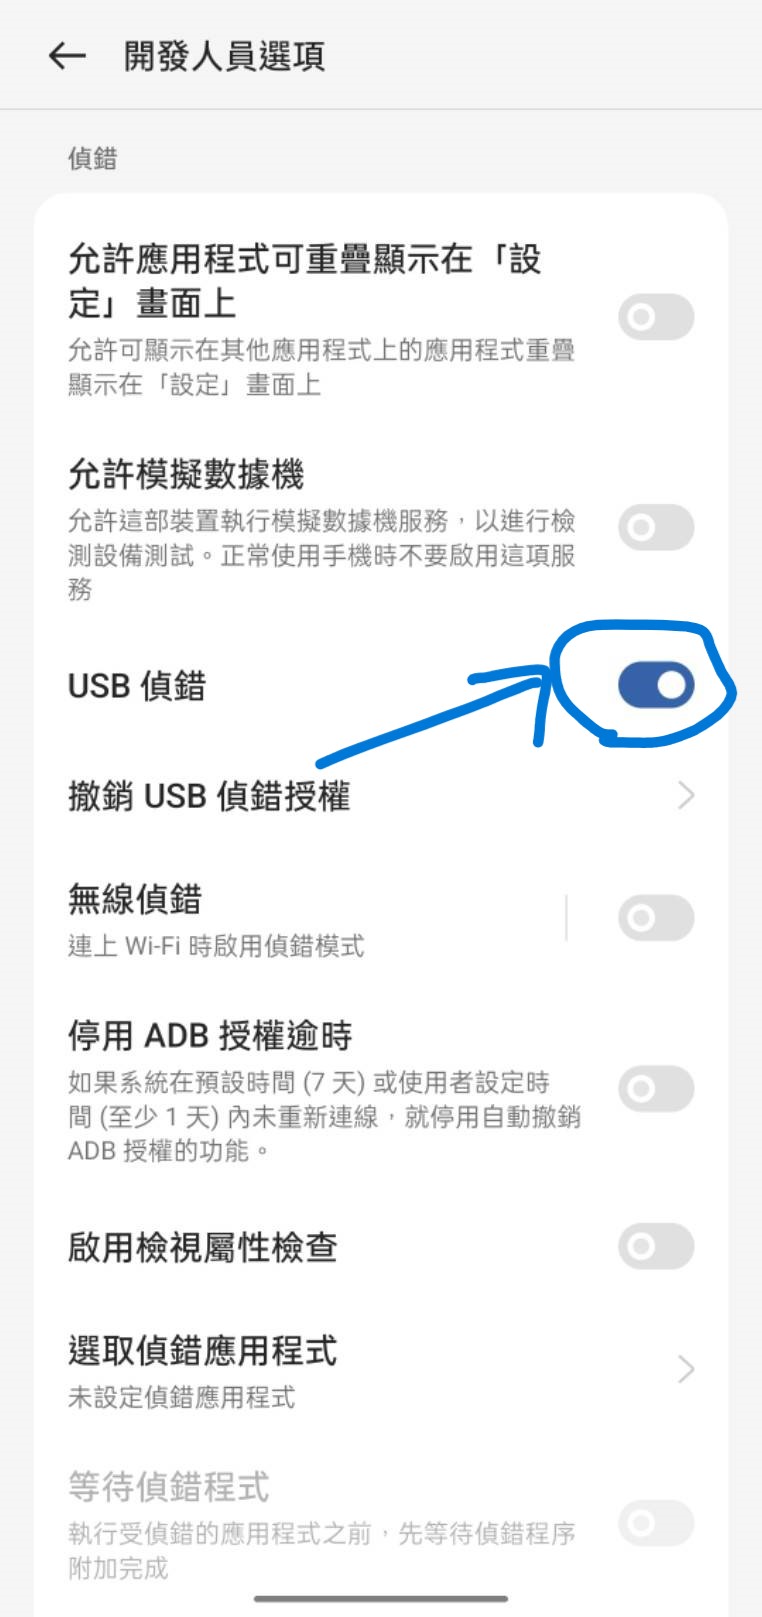 開發人員選項
偵錯
允許應用程式可重疊顯示在「設
定」畫面上
允許可顯示在其他應用程式上的應用程式重疊
顯示在「設定」畫面上
允許模擬數據機
允許這部裝置執行模擬數據機服務，以進行檢
測設備測試。正常使用手機時不要啟用這項服
務
USB 偵錯
撤銷 USB 偵錯授權
無線偵錯
連上 Wi-Fi 時啟用偵錯模式
停用 ADB 授權逾時
如果系統在預設時間 (7 天) 或使用者設定時
間 (至少 1 天) 內未重新連線，就停用自動撤銷
ADB 授權的功能。
啟用檢視屬性檢查
選取偵錯應用程式
未設定偵錯應用程式
等待偵錯程式
執行受偵錯的應用程式之前，先等待偵錯程序
附加完成